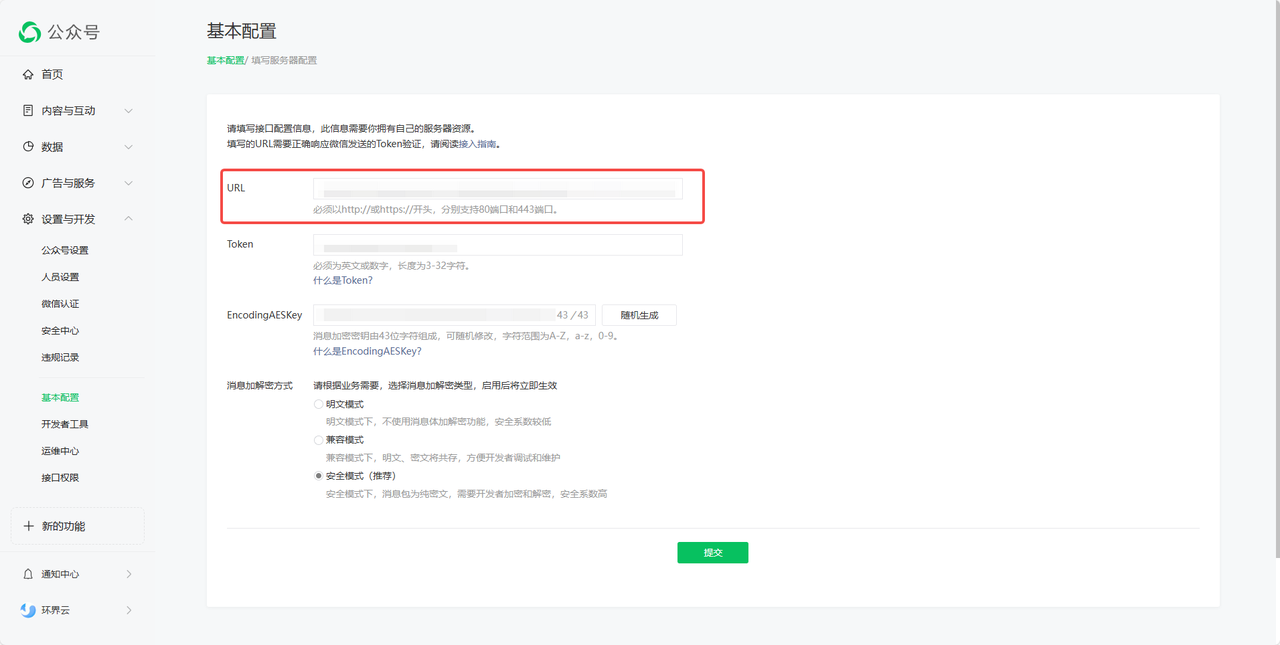 公众号
首页
内容与互动
数据
广告与服务
设置与开发
公众号设置
人员设置
微信认证
安全中心
违规记录
基本配置
开发者工具
运维中心
接口权限
新的功能
通知中心
环界云
基本配置
基本配置/ 填写服务器配置
请填写接口配置信息，此信息需要你拥有自己的服务器资源。
填写的URL需要正确响应微信发送的Token验证，请阅读接入指南。
URL
必须以http://或https://开头，分别支持80端口和443端口。
Token
必须为英文或数字，长度为3-32字符。
什么是Token?
EncodingAESKey 43 / 43 随机生成
消息加密密钥由43位字符组成，可随机修改，字符范围为A-Z，a-z，0-9。
什么是EncodingAESKey?
消息加解密方式 请根据业务需要，选择消息加解密类型，启用后将立即生效
明文模式
明文模式下，不使用消息体加解密功能，安全系数较低
兼容模式
兼容模式下，明文、密文将共存，方便开发者调试和维护
安全模式（推荐）
安全模式下，消息包为纯密文，需要开发者加密和解密，安全系数高
提交